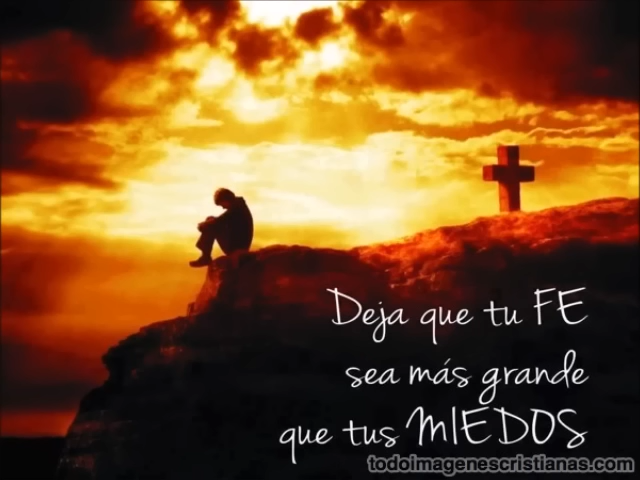 Deja que tu FE
sea más grande
que tus MIEDOS
todoimagenescristianas.com